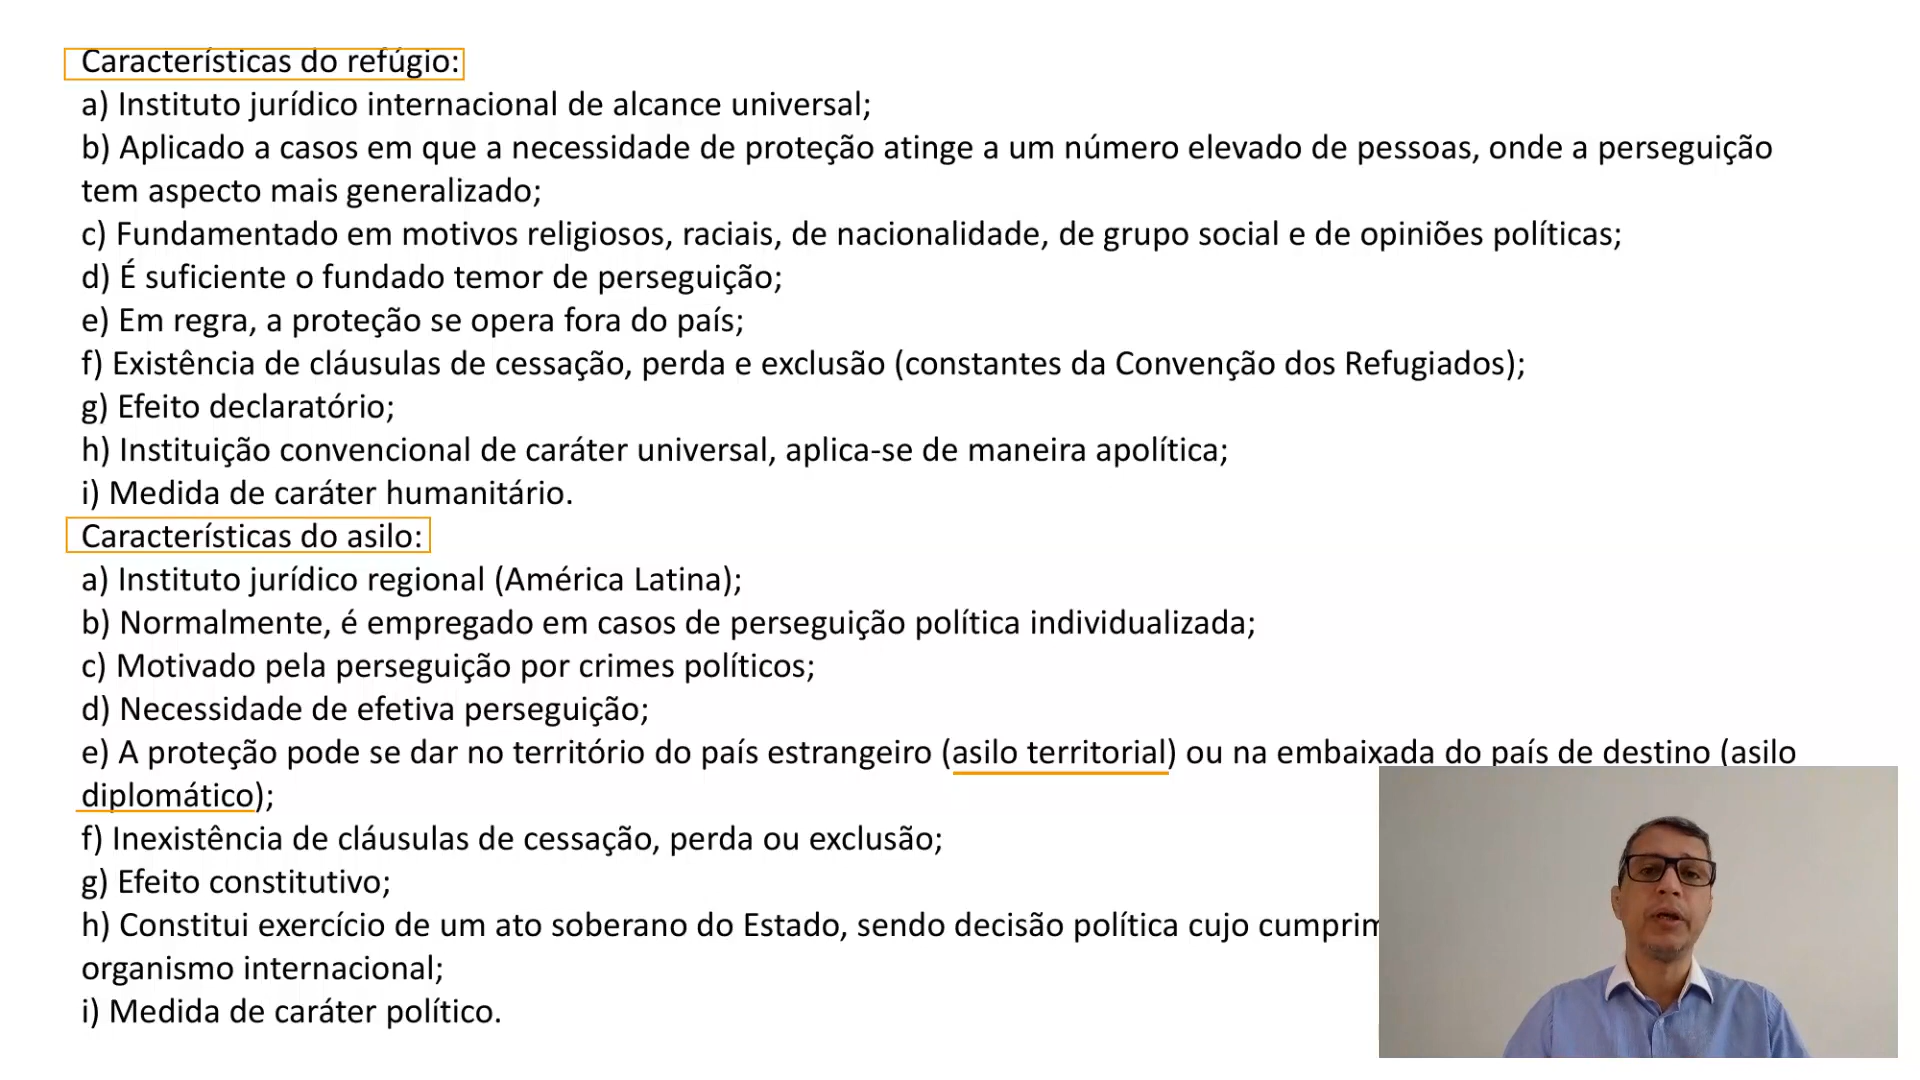 Características do refúgio:
a) Instituto jurídico internacional de alcance universal;
b) Aplicado a casos em que a necessidade de proteção atinge a um número elevado de pessoas, onde a perseguição
tem aspecto mais generalizado;
c) Fundamentado em motivos religiosos, raciais, de nacionalidade, de grupo social e de opiniões políticas;
d) É suficiente o fundado temor de perseguição;
e) Em regra, a proteção se opera fora do país;
f) Existência de cláusulas de cessação, perda e exclusão (constantes da Convenção dos Refugiados);
g) Efeito declaratório;
h) Instituição convencional de caráter universal, aplica-se de maneira apolítica;
i) Medida de caráter humanitário.
Características do asilo:
a) Instituto jurídico regional (América Latina);
b) Normalmente, é empregado em casos de perseguição política individualizada;
c) Motivado pela perseguição por crimes políticos;
d) Necessidade de efetiva perseguição;
e) A proteção pode se dar no território do país estrangeiro (asilo territorial) ou na embaixada do país de destino (asilo
diplomático);
f) Inexistência de cláusulas de cessação, perda ou exclusão;
g) Efeito constitutivo;
h) Constitui exercício de um ato soberano do Estado, sendo decisão política cujo
organismo internacional;
i) Medida de caráter político.